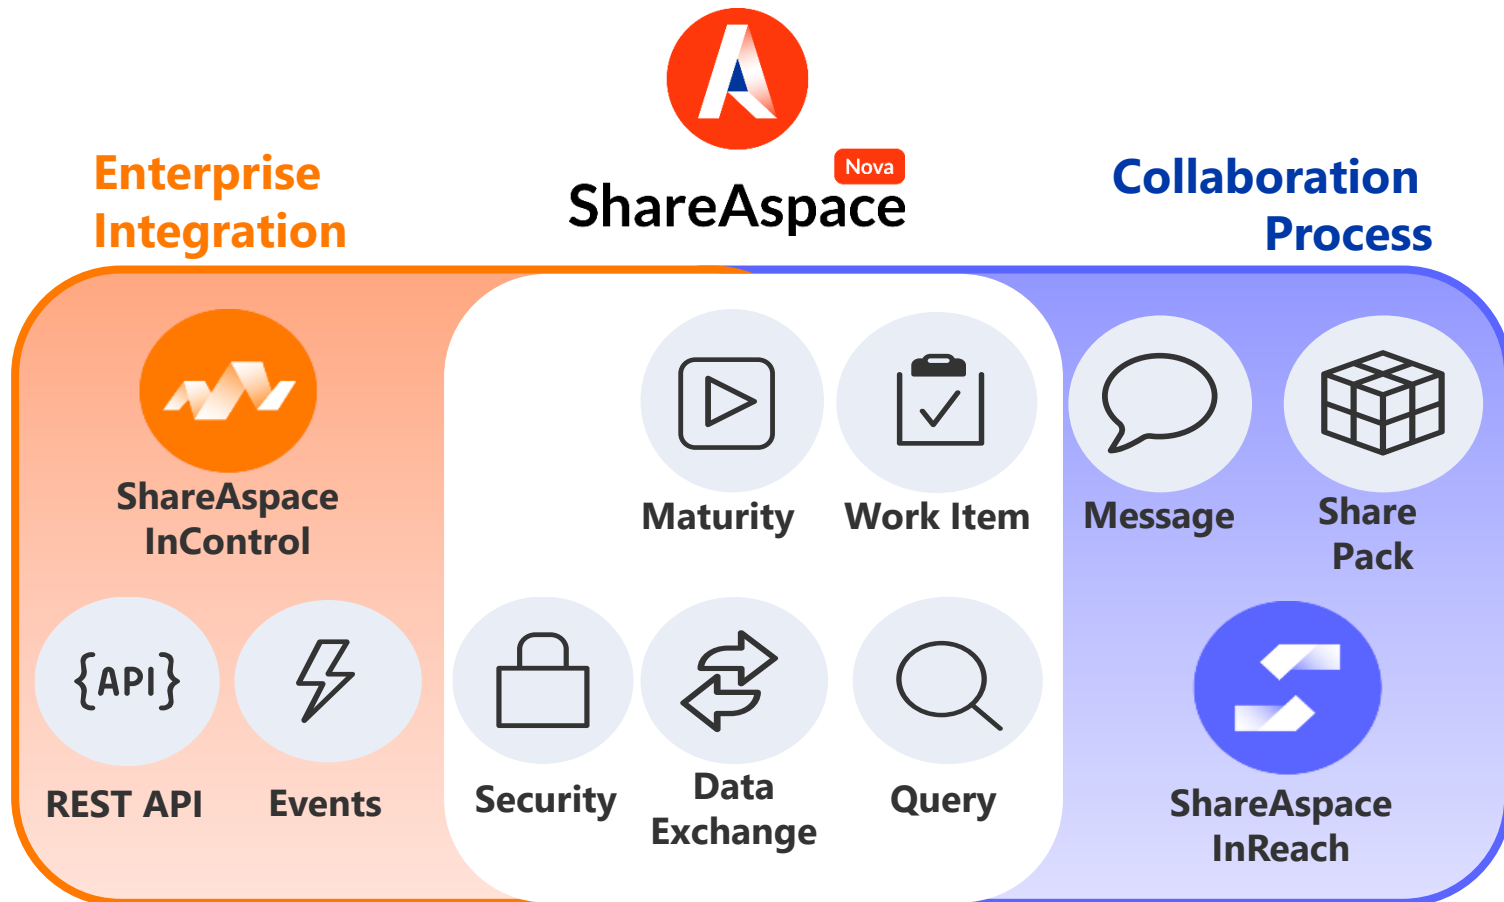 Nova
ShareAspace
Enterprise
Integration
Collaboration
Process
ShareAspace
InControl
Maturity
Work Item
Message
Share
Pack
{API}
REST API
Events
Security
Data
Exchange
Query
ShareAspace
InReach